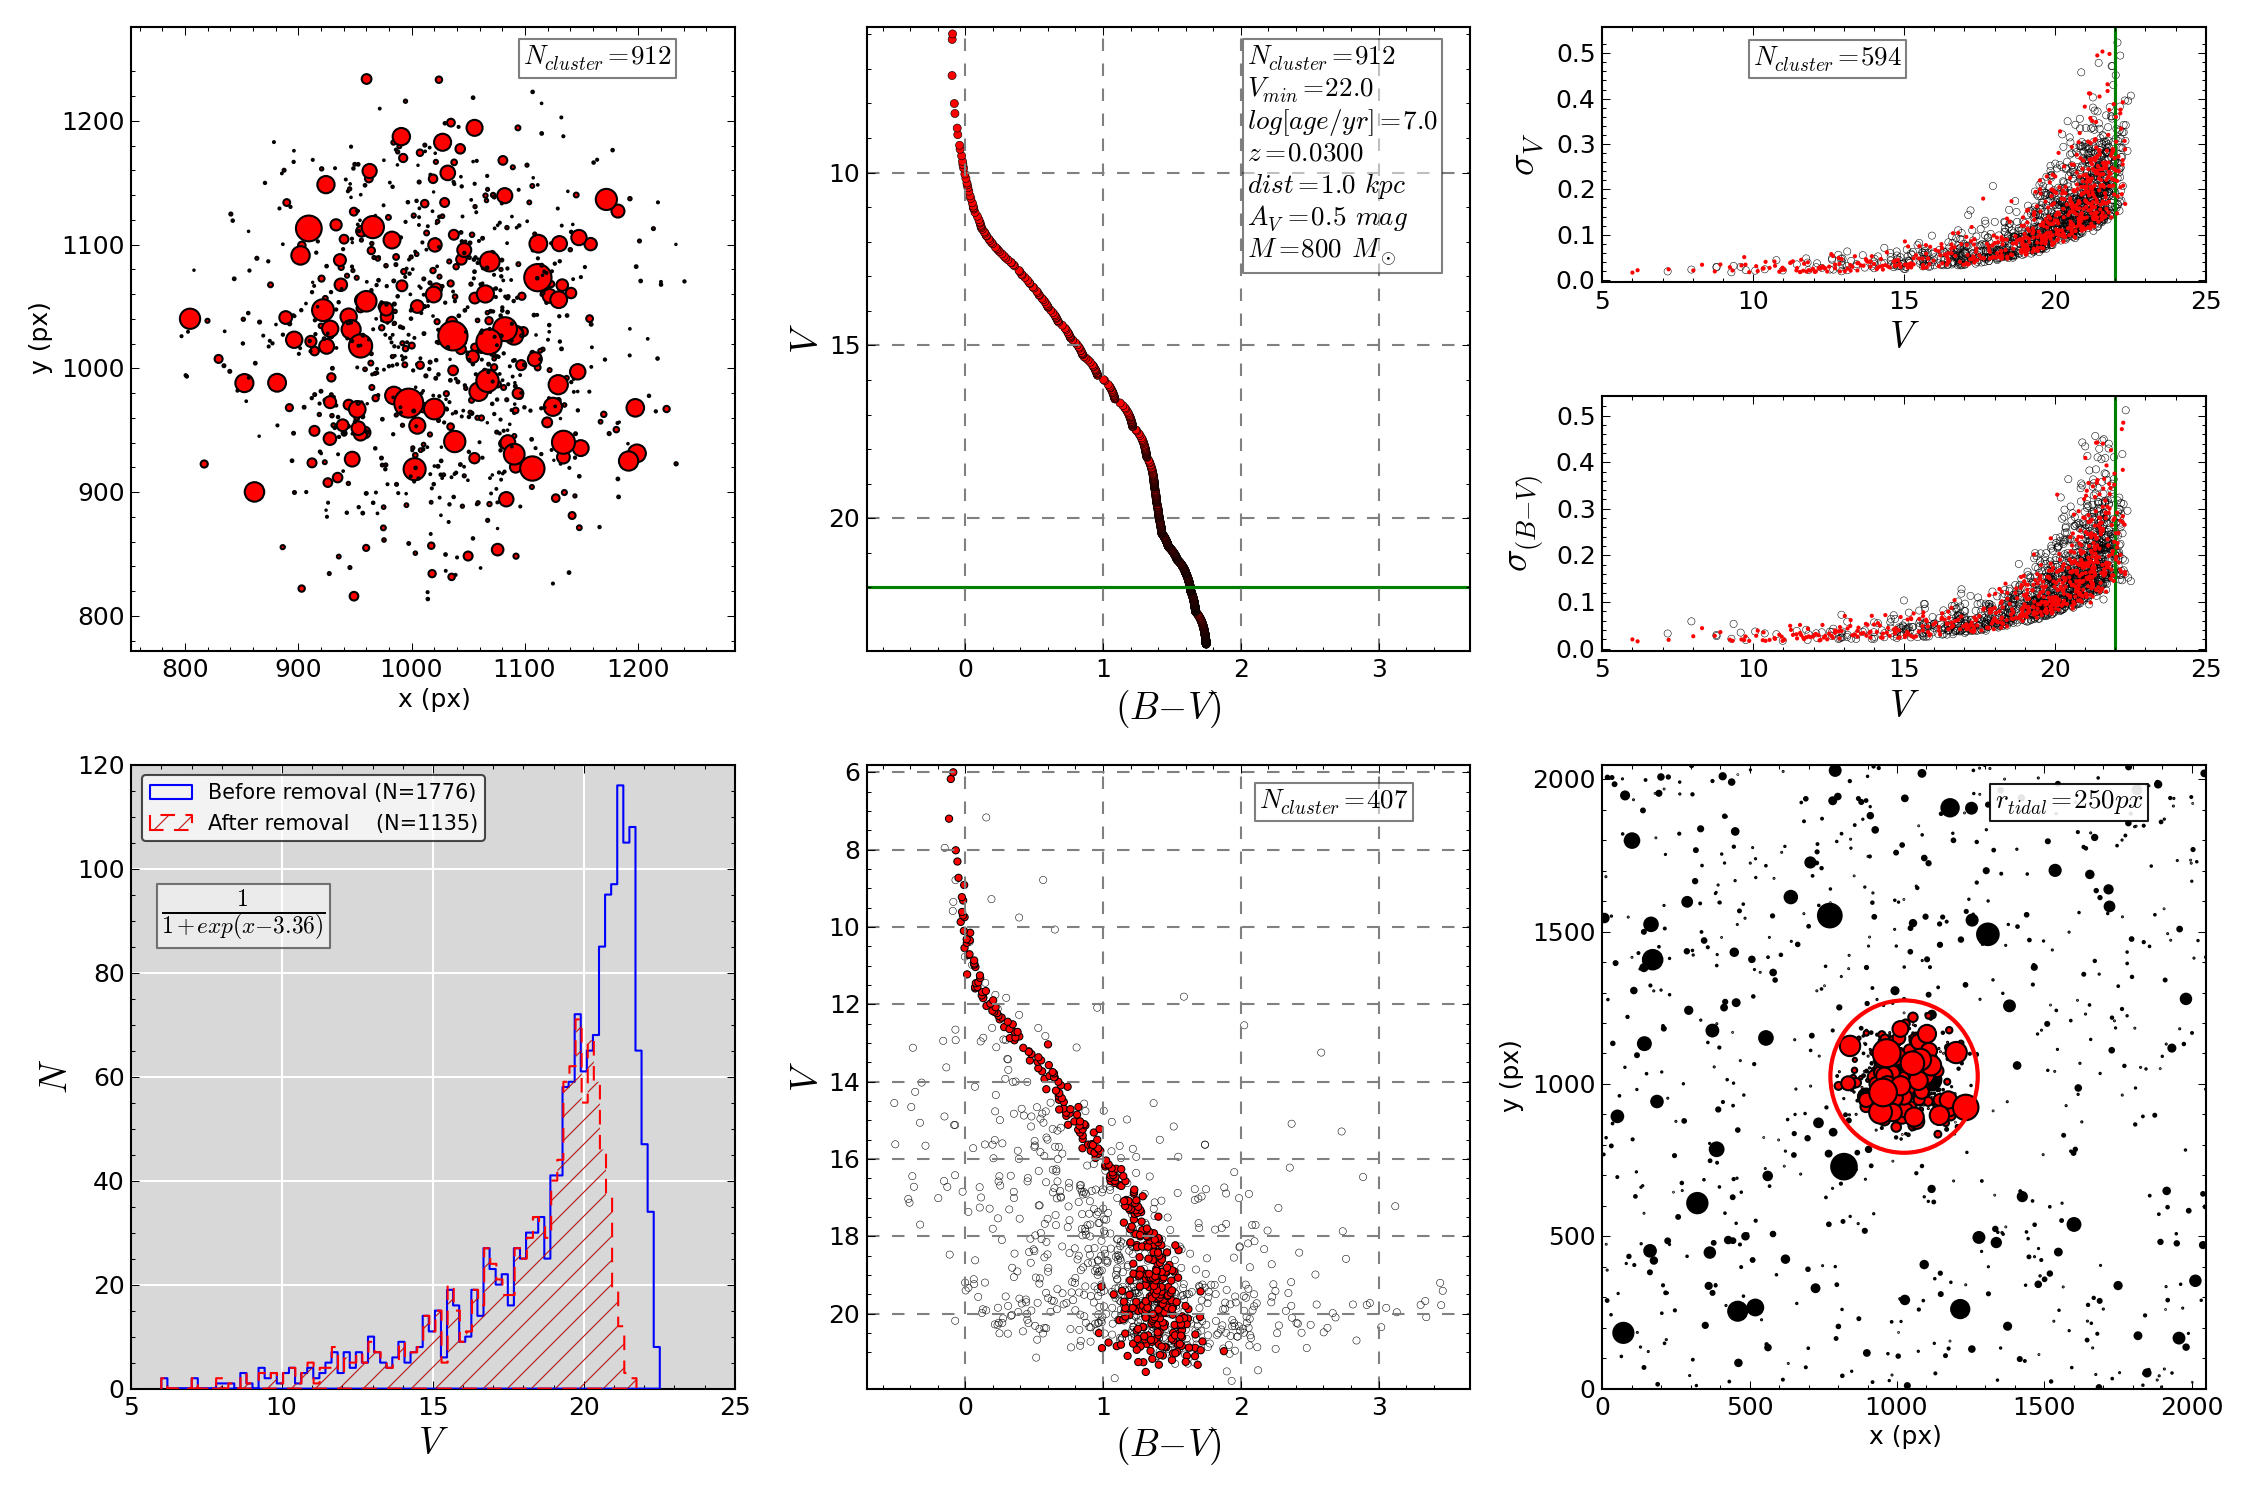 N_cluster=912
1200
1100
1000
900
800
y (px)
800 900 1000 1100 1200
x (px)
N_cluster=912
V_min=22.0
log[age/yr]=7.0
z=0.0300
dist=1.0 kpc
A_V=0.5 mag
M=800 M_⊙
10
15
20
V
0 1 2 3
(B−V)
N_cluster=594
0.5
0.4
0.3
0.2
0.1
0.0
σ_V
5 10 15 20 25
V
0.5
0.4
0.3
0.2
0.1
0.0
σ_(B−V)
5 10 15 20 25
V
Before removal (N=1776)
After removal (N=1135)
1
1+exp(x−3.36)
120
100
80
60
40
20
0
N
5 10 15 20 25
V
N_cluster=407
6
8
10
12
14
16
18
20
V
0 1 2 3
(B−V)
r_tidal=250px
2000
1500
1000
500
0
y (px)
0 500 1000 1500 2000
x (px)